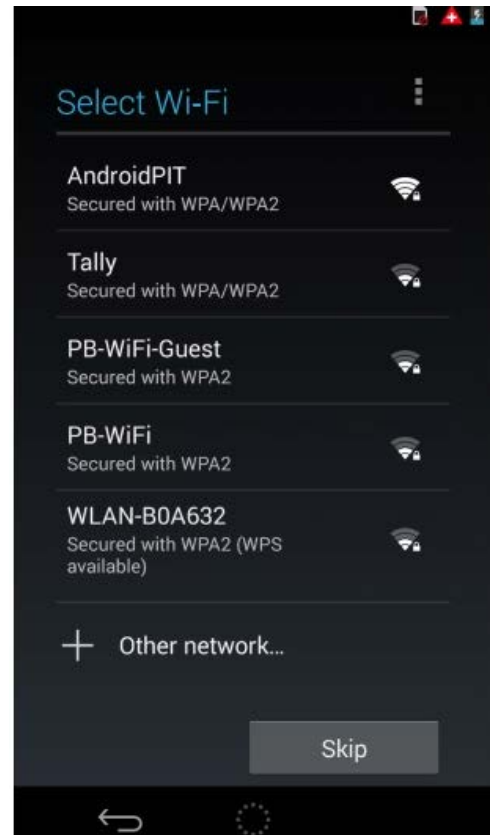 Select Wi-Fi
AndroidPIT
Secured with WPA/WPA2
Tally
Secured with WPA/WPA2
PB-WiFi-Guest
Secured with WPA2
PB-WiFi
Secured with WPA2
WLAN-B0A632
Secured with WPA2 (WPS
available)
Other network...
Skip